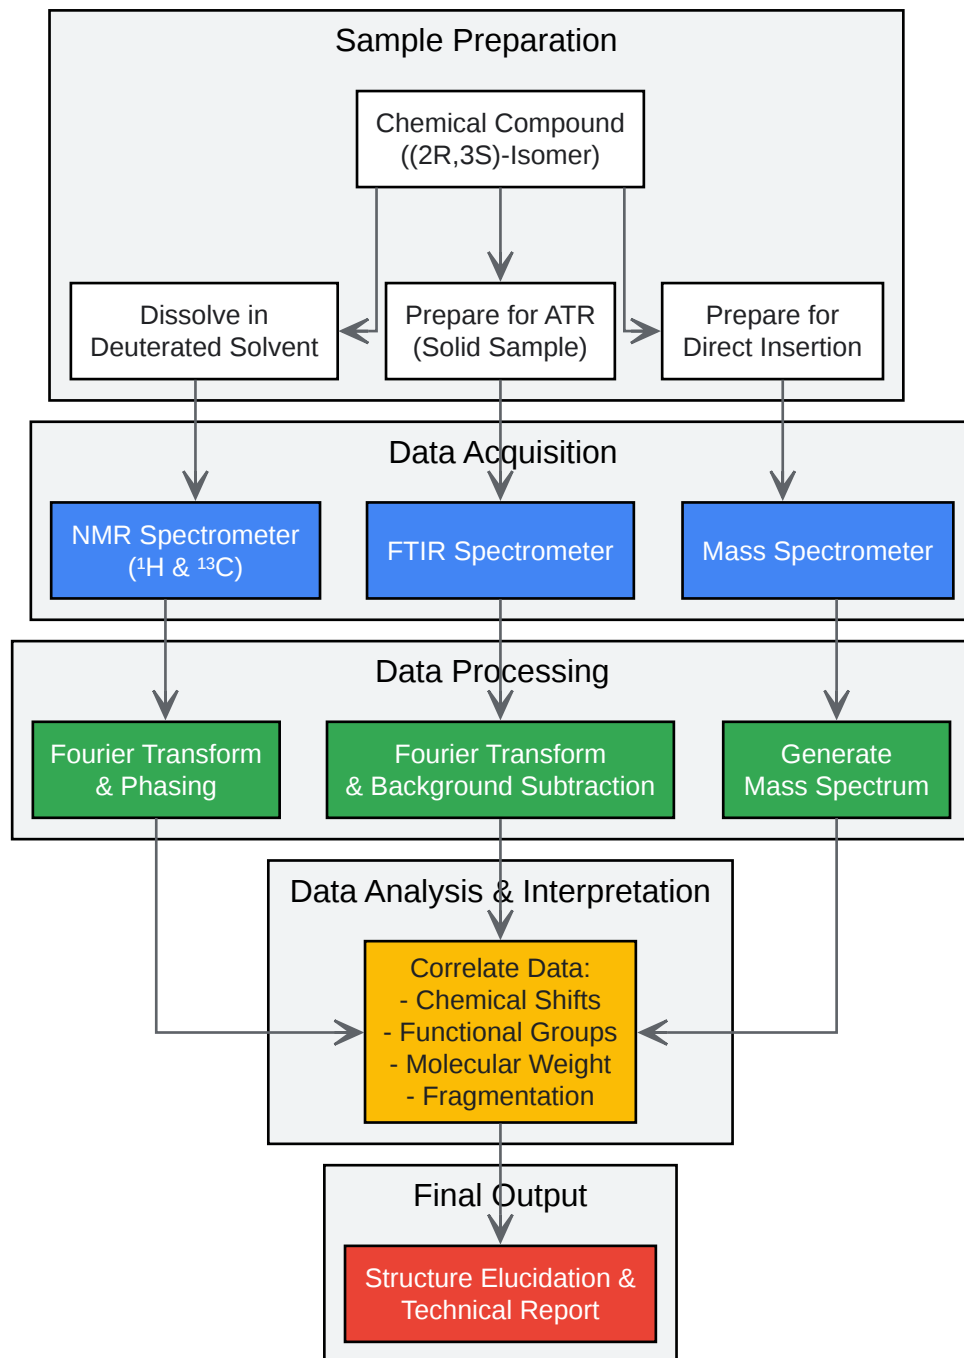 Sample Preparation
Chemical Compound
((2R,3S)-Isomer)
Dissolve in
Deuterated Solvent
Prepare for ATR
(Solid Sample)
Prepare for
Direct Insertion
Data Acquisition
NMR Spectrometer
(¹H & ¹³C)
FTIR Spectrometer
Mass Spectrometer
Data Processing
Fourier Transform
& Phasing
Fourier Transform
& Background Subtraction
Generate
Mass Spectrum
Data Analysis & Interpretation
Correlate Data:
- Chemical Shifts
- Functional Groups
- Molecular Weight
- Fragmentation
Final Output
Structure Elucidation &
Technical Report